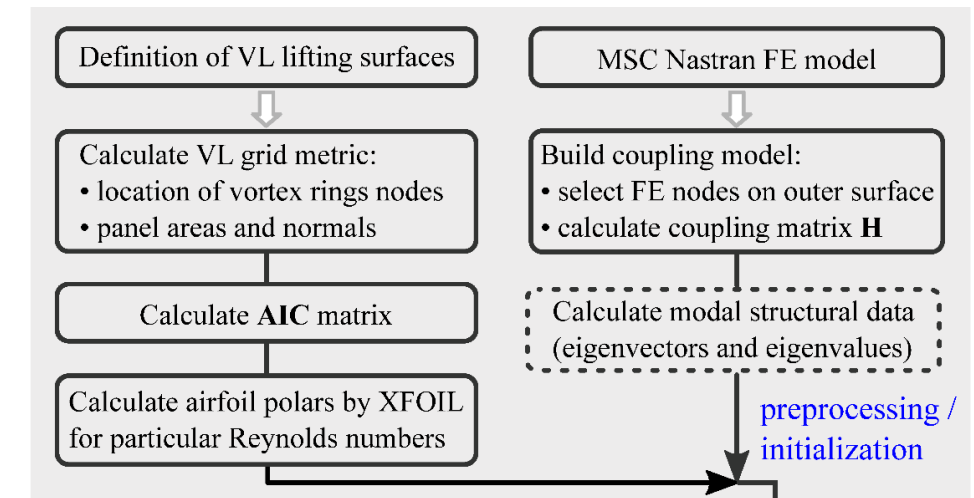 Definition of VL lifting surfaces
Calculate VL grid metric:
• location of vortex rings nodes
• panel areas and normals
Calculate AIC matrix
Calculate airfoil polars by XFOIL
for particular Reynolds numbers
MSC Nastran FE model
Build coupling model:
• select FE nodes on outer surface
• calculate coupling matrix H
Calculate modal structural data
(eigenvectors and eigenvalues)
preprocessing /
initialization